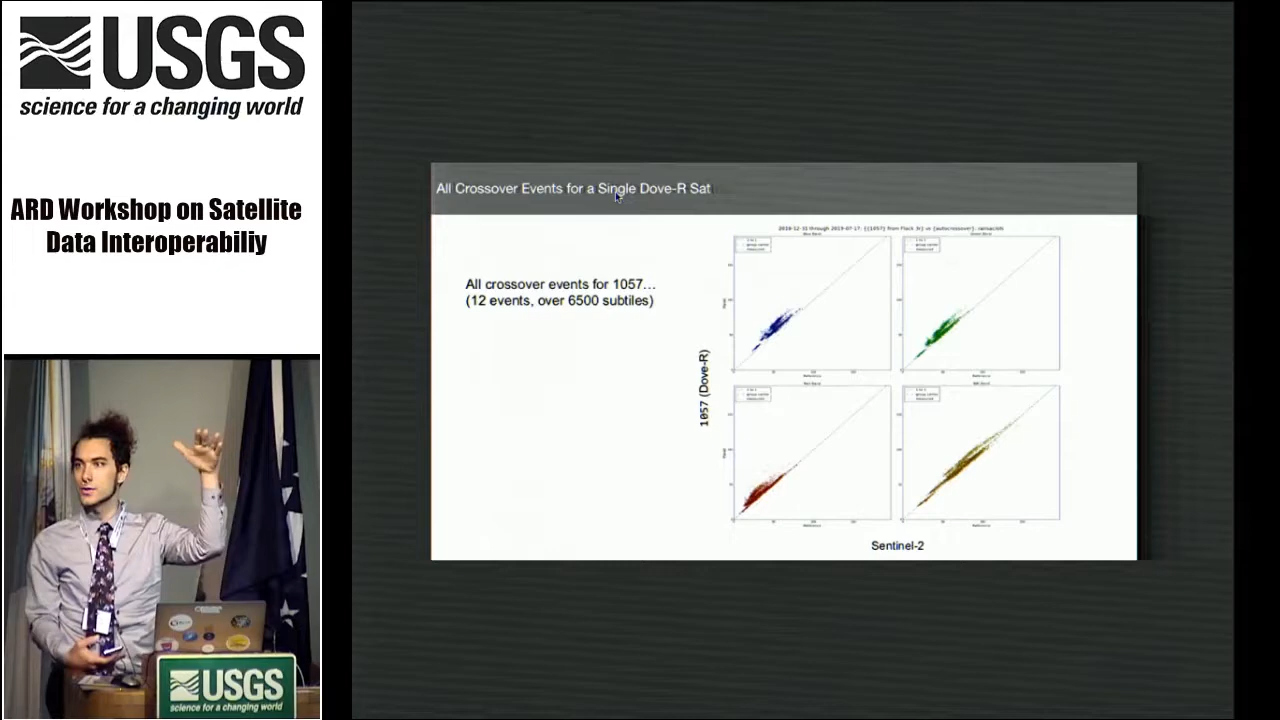 USGS
science for a changing world
ARD Workshop on Satellite
Data Interoperabiliy
All Crossover Events for a Single Dove-R Sat
All crossover events for 1057...
(12 events, over 6500 subtiles)
1057 (Dove-R)
Sentinel-2
USGS
science for a changing world